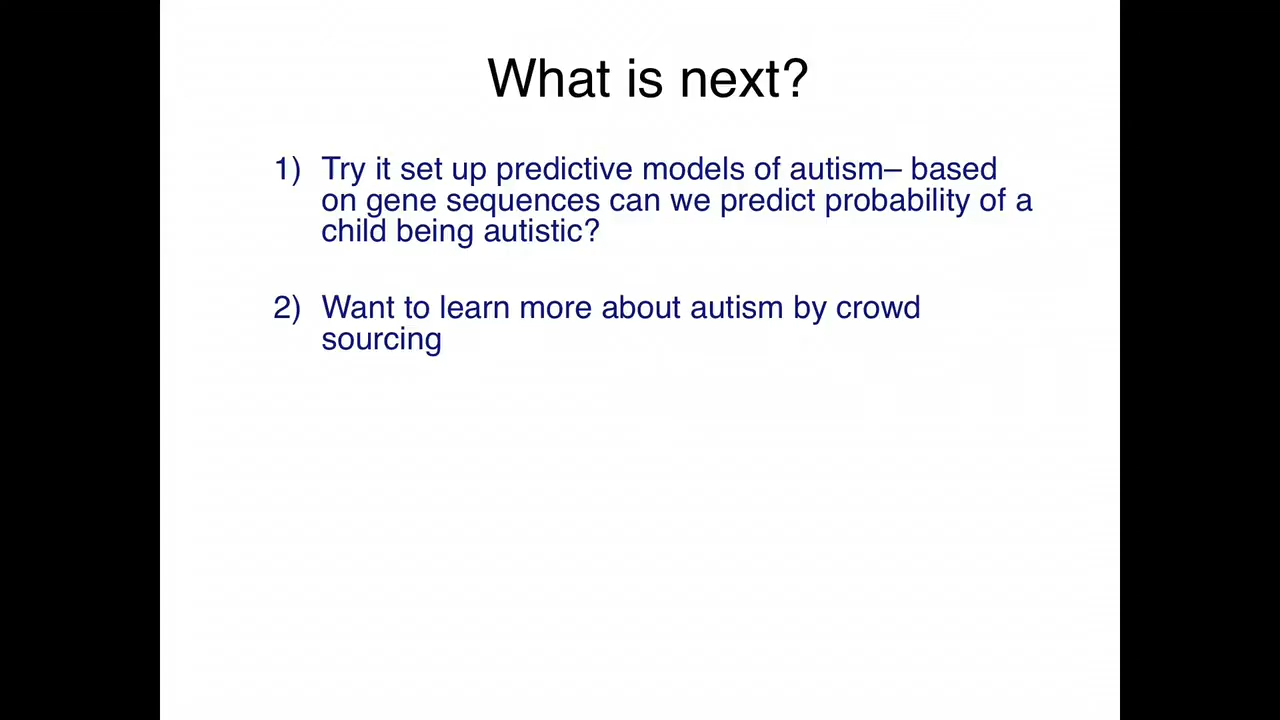 What is next?
1) Try it set up predictive models of autism– based
on gene sequences can we predict probability of a
child being autistic?
2) Want to learn more about autism by crowd
sourcing